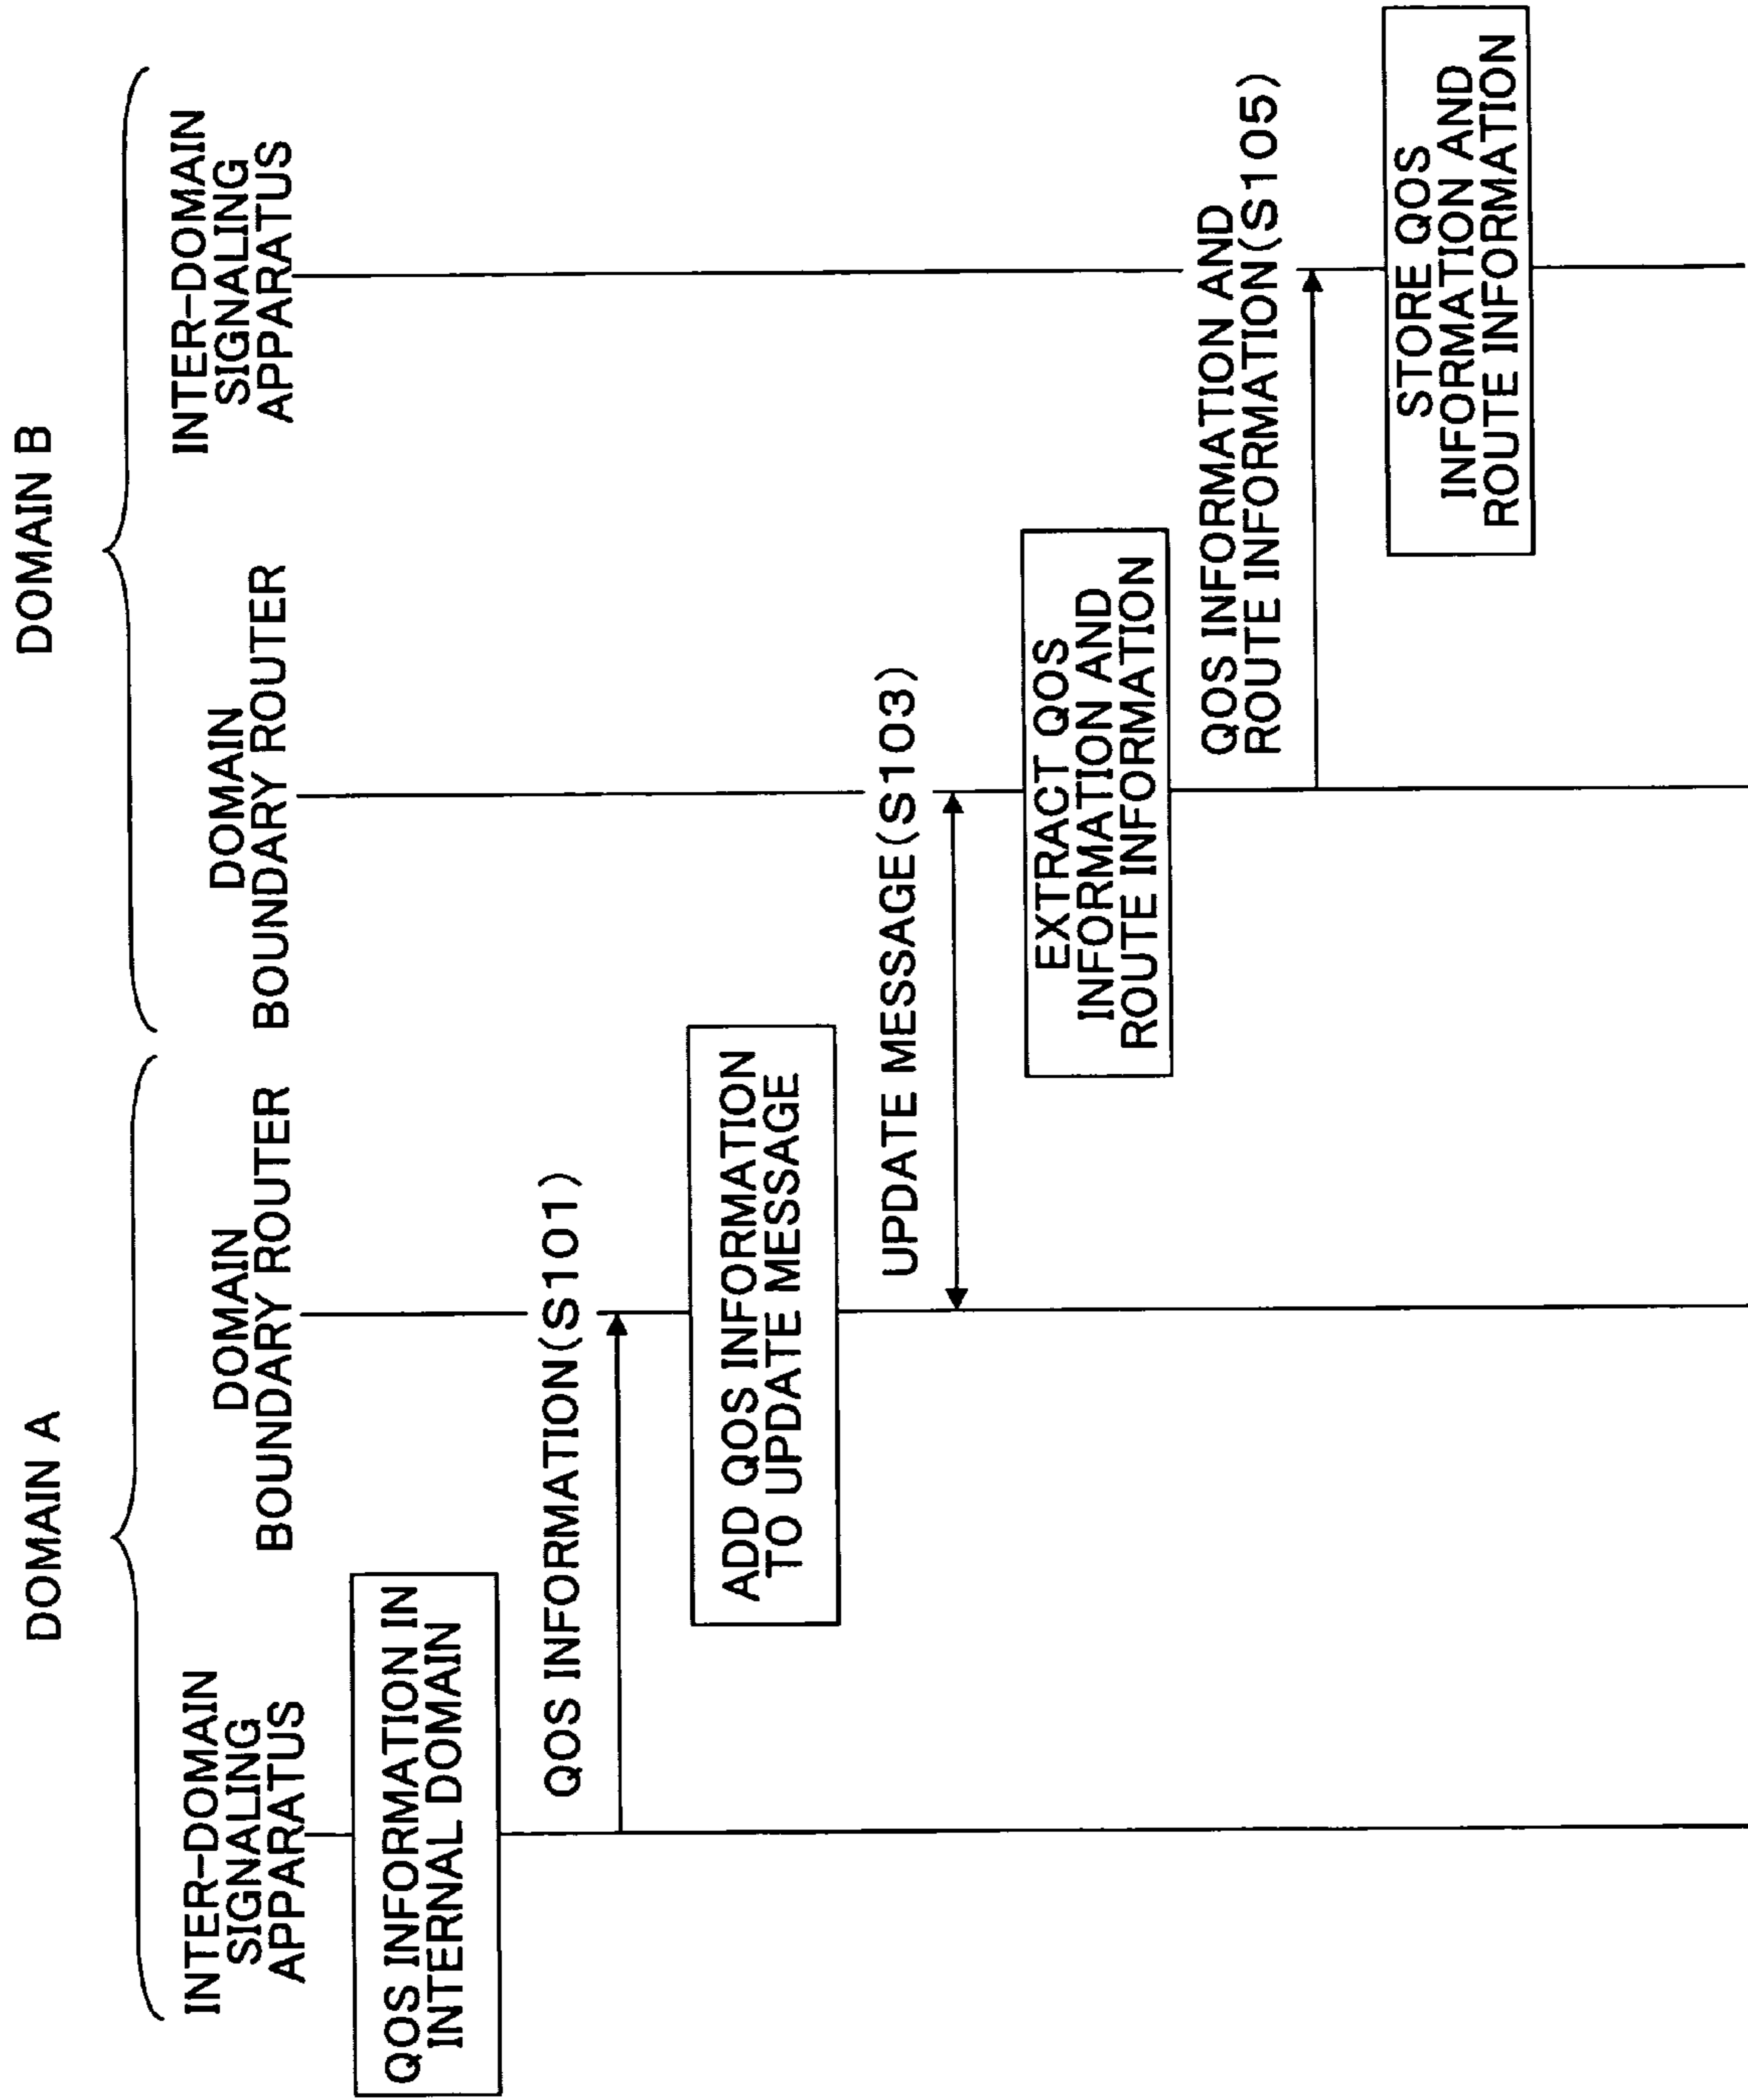 DOMAIN A
DOMAIN B
INTER-DOMAIN
SIGNALING
APPARATUS
DOMAIN
BOUNDARY ROUTER
DOMAIN
BOUNDARY ROUTER
INTER-DOMAIN
SIGNALING
APPARATUS
QOS INFORMATION IN
INTERNAL DOMAIN
QOS INFORMATION(S101)
ADD QOS INFORMATION
TO UPDATE MESSAGE
UPDATE MESSAGE(S103)
EXTRACT QOS
INFORMATION AND
ROUTE INFORMATION
QOS INFORMATION AND
ROUTE INFORMATION(S105)
STORE QOS
INFORMATION AND
ROUTE INFORMATION